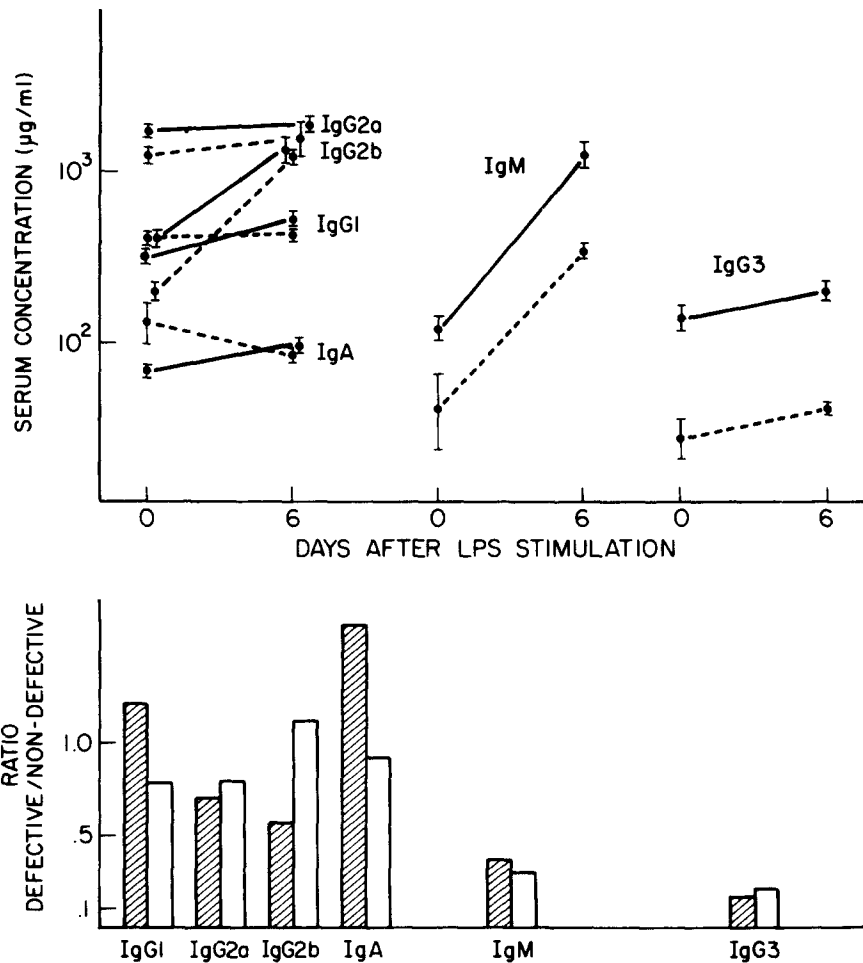 SERUM CONCENTRATION (µg/ml)
10³
10²
IgG2a
IgG2b
IgG1
IgA
IgM
IgG3
0 6 0 6 0 6
DAYS AFTER LPS STIMULATION
RATIO
DEFECTIVE/NON-DEFECTIVE
1.0
.5
.1
IgG1 IgG2a IgG2b IgA IgM IgG3